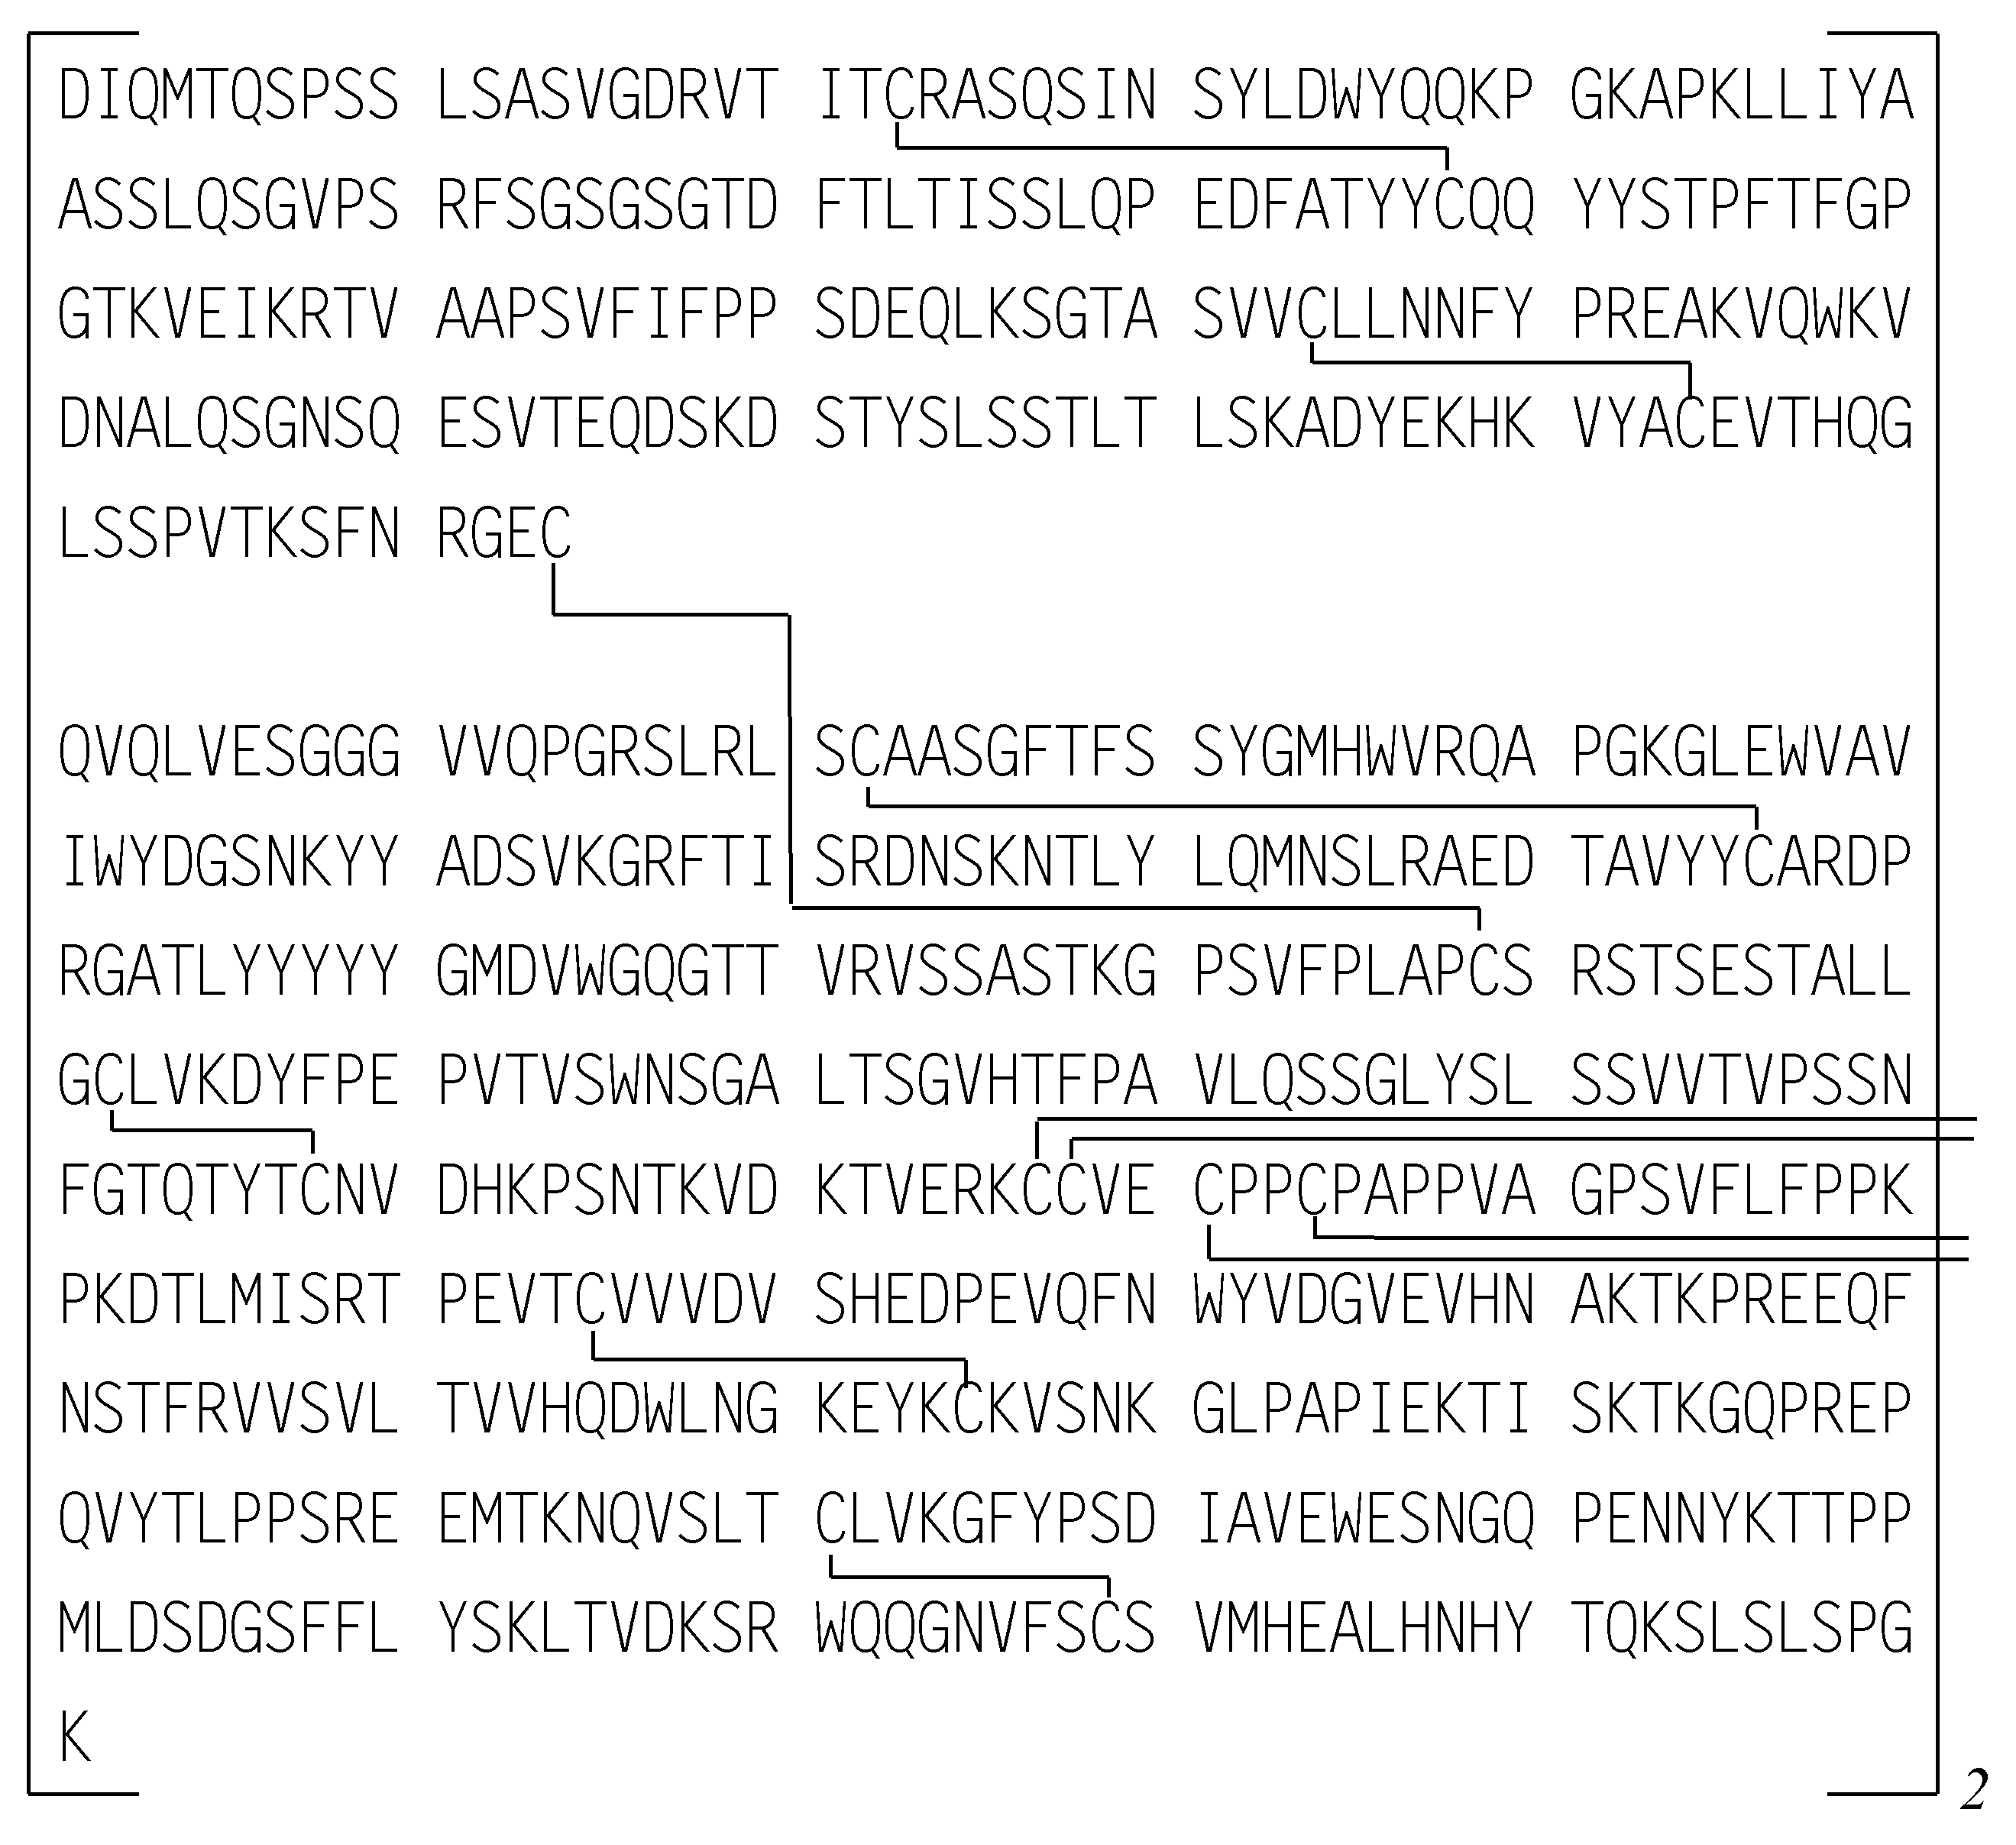 DIQMTQSPSS LSASVGDRVT ITCRASQSIN SYLDWYQQKP GKAPKLLIYA
ASSLQSGVPS RFSGSGSGTD FTLTISSLQP EDFATYYCQQ YYSTPFTFGP
GTKVEIKRTV AAPSVFIFPP SDEQLKSGTA SVVCLLNNFY PREAKVQWKV
DNALQSGNSQ ESVTEQDSKD STYSLSSTLT LSKADYEKHK VYACEVTHQG
LSSPVTKSFN RGEC
QVQLVESGGG VVQPGRSLRL SCAASGFTFS SYGMHWVRQA PGKGLEWVAV
IWYDGSNKYY ADSVKGRFTI SRDNSKNTLY LQMNSLRAED TAVYYCARDP
RGATLYYYYY GMDVWGQGTT VRVSSASTKG PSVFPLAPCS RSTSESTALL
GCLVKDYFPE PVTVSWNSGA LTSGVHTFPA VLQSSGLYSL SSVVTVPSSN
FGTQTYTCNV DHKPSNTKVD KTVERKCCVE CPPCPAPPVA GPSVFLFPPK
PKDTLMISRT PEVTCVVVDV SHEDPEVQFN WYVDGVEVHN AKTKPREEQF
NSTFRVVSVL TVVHQDWLNG KEYKCKVSNK GLPAPIEKTI SKTKGQPREP
QVYTLPPSRE EMTKNQVSLT CLVKGFYPSD IAVEWESNGQ PENNYKTTPP
MLDSDGSFFL YSKLTVDKSR WQQGNVFSCS VMHEALHNHY TQKSLSLSPG
K
2